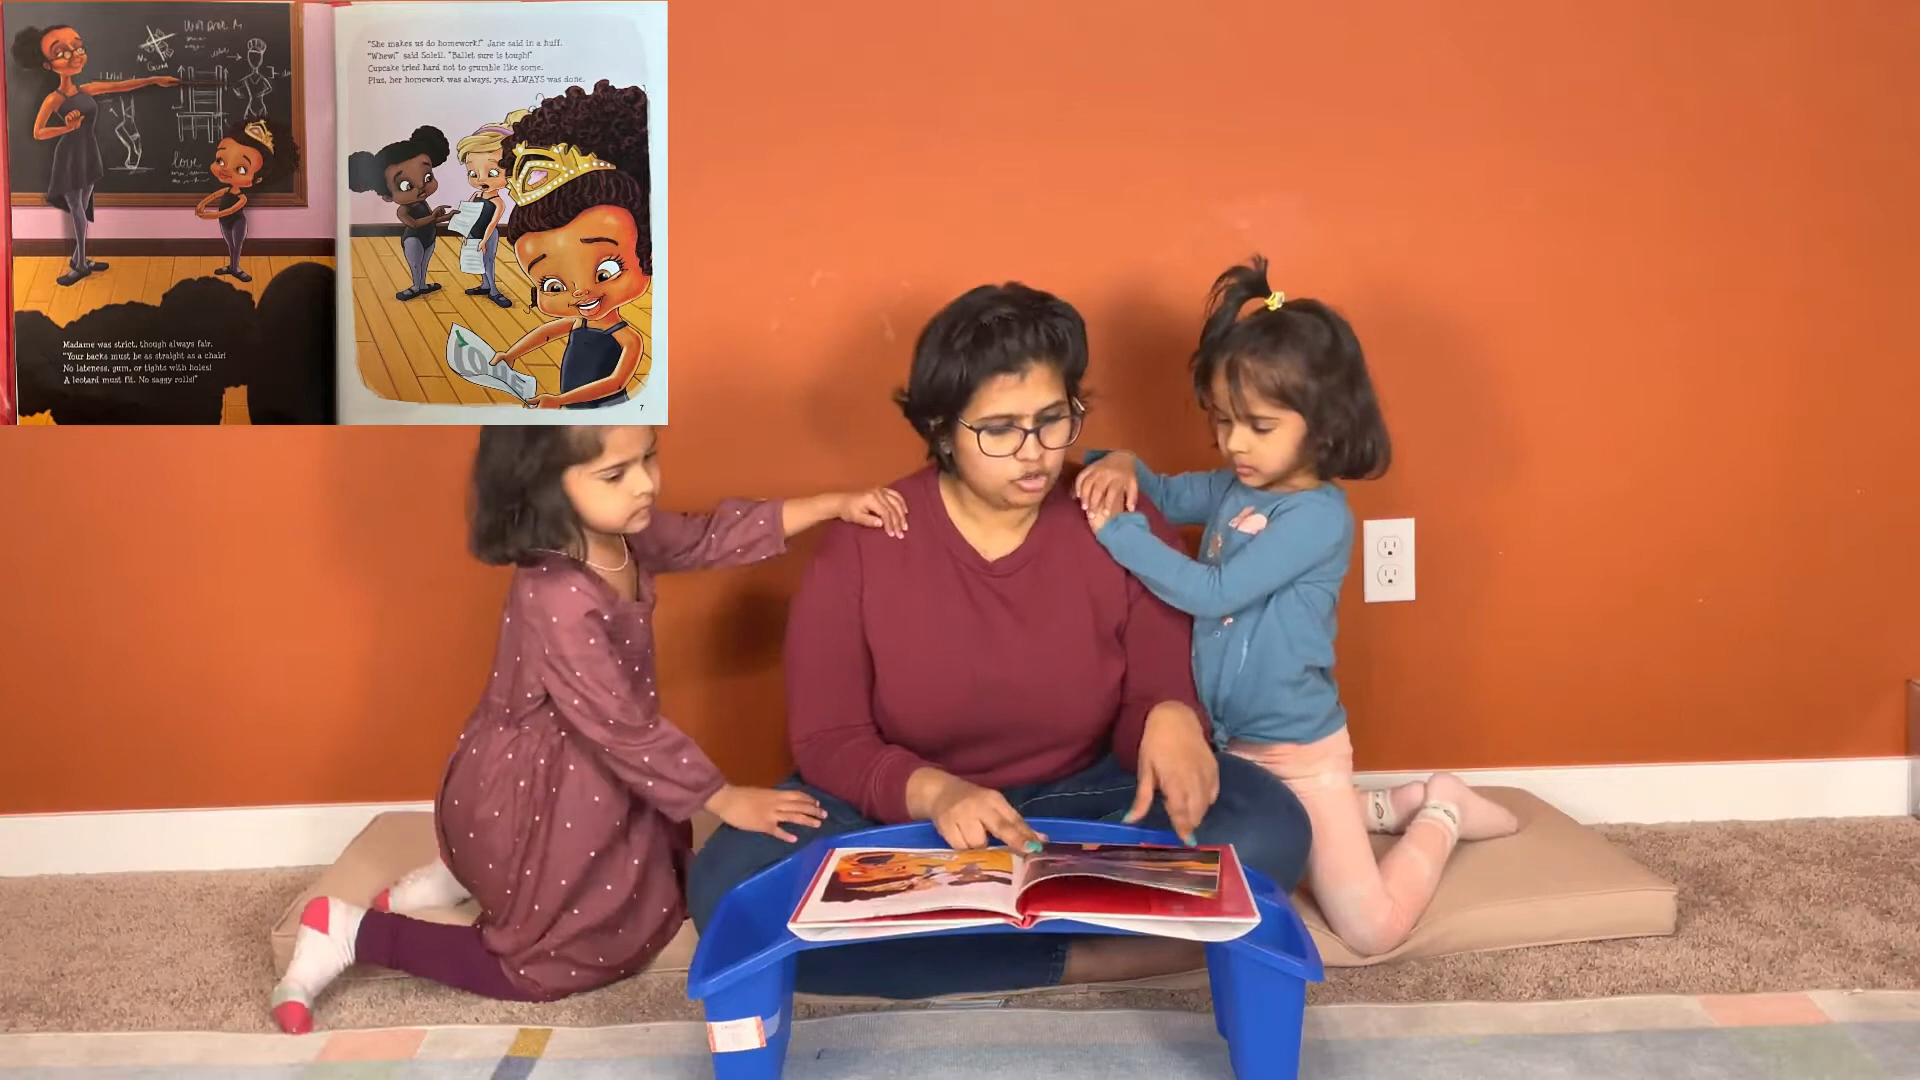 Madame was strict, though always fair.
"Your backs must be as straight as a chair!
No lateness, gum, or tights with holes!
A leotard must fit. No saggy rolls!"
"She makes us do homework!" Jane said in a huff.
"Whew!" said Soleil. "Ballet sure is tough!"
Cupcake tried hard not to grumble like some.
Plus, her homework was always, yes, ALWAYS was done.
No
Gum
love
7